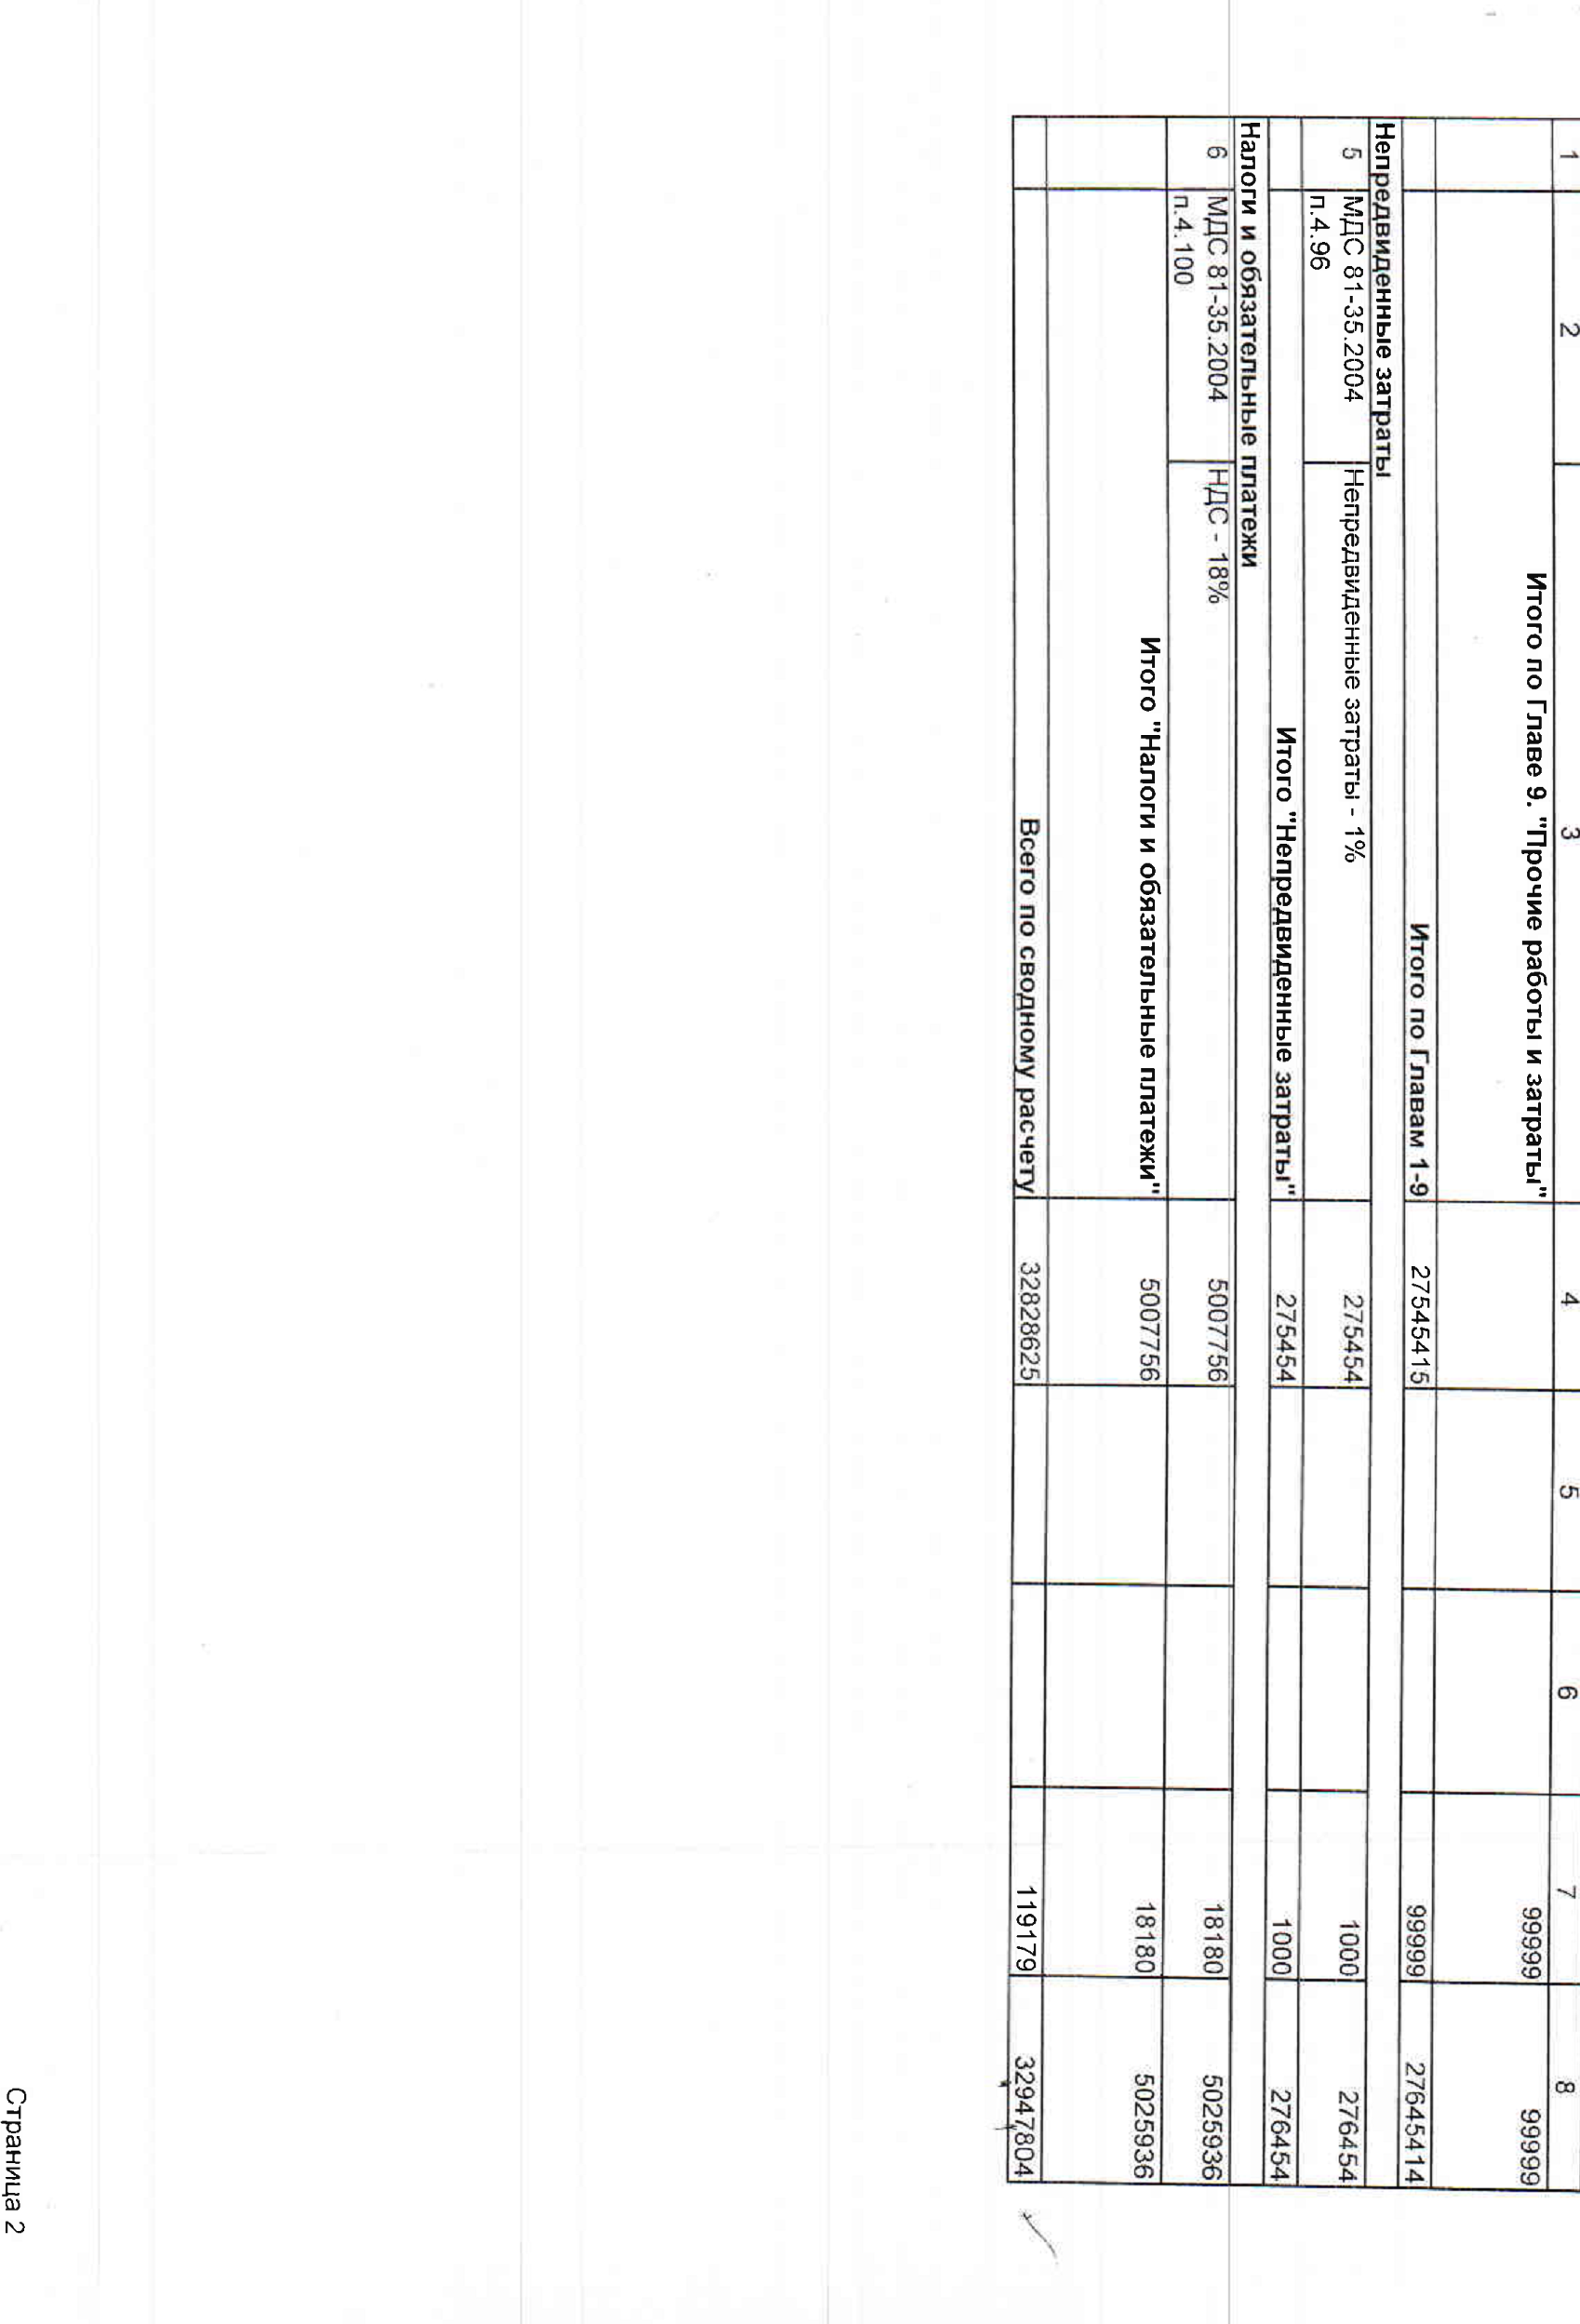 1 2 3 4 5 6 7 8
Итого по Главе 9. "Прочие работы и затраты" 99999 99999
Итого по Главам 1-9 27545415 99999 27645414
Непредвиденные затраты
5 МДС 81-35.2004 Непредвиденные затраты - 1% 275454 1000 276454
п.4.96
Итого "Непредвиденные затраты" 275454 1000 276454
Налоги и обязательные платежи
6 МДС 81-35.2004 НДС - 18% 5007756 18180 5025936
п.4.100
Итого "Налоги и обязательные платежи" 5007756 18180 5025936
Всего по сводному расчету 32828625 119179 32947804
Страница 2